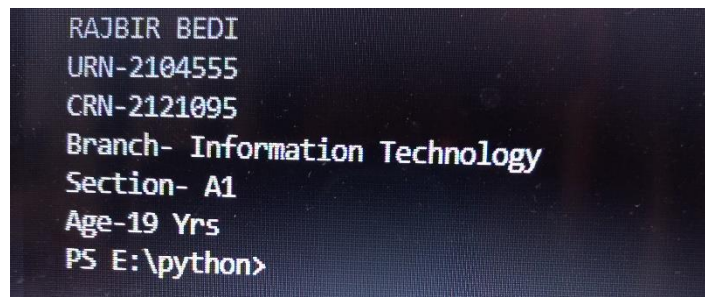 RAJBIR BEDI
URN-2104555
CRN-2121095
Branch- Information Technology
Section- A1
Age-19 Yrs
PS E:\python>